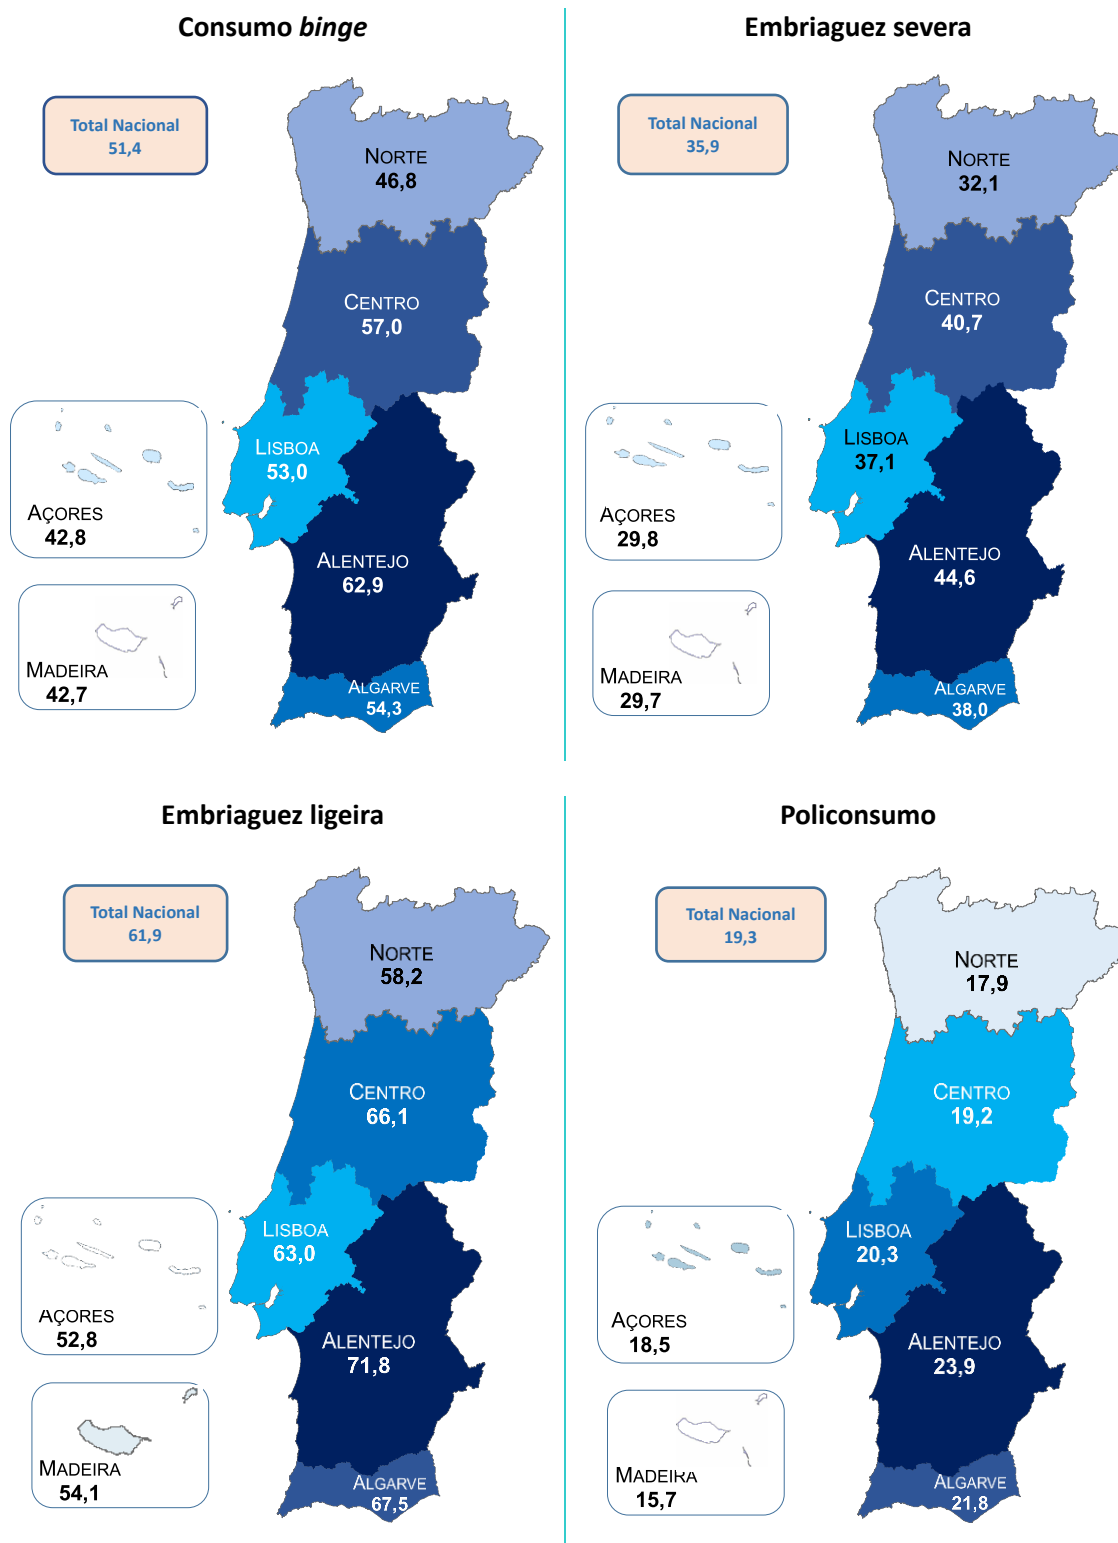 Consumo binge
Total Nacional
51,4
NORTE
46,8
CENTRO
57,0
LISBOA
53,0
AÇORES
42,8
ALENTEJO
62,9
MADEIRA
42,7
ALGARVE
54,3
Embriaguez severa
Total Nacional
35,9
NORTE
32,1
CENTRO
40,7
LISBOA
37,1
AÇORES
29,8
ALENTEJO
44,6
MADEIRA
29,7
ALGARVE
38,0
Embriaguez ligeira
Total Nacional
61,9
NORTE
58,2
CENTRO
66,1
LISBOA
63,0
AÇORES
52,8
ALENTEJO
71,8
MADEIRA
54,1
ALGARVE
67,5
Policonsumo
Total Nacional
19,3
NORTE
17,9
CENTRO
19,2
LISBOA
20,3
AÇORES
18,5
ALENTEJO
23,9
MADEIRA
15,7
ALGARVE
21,8